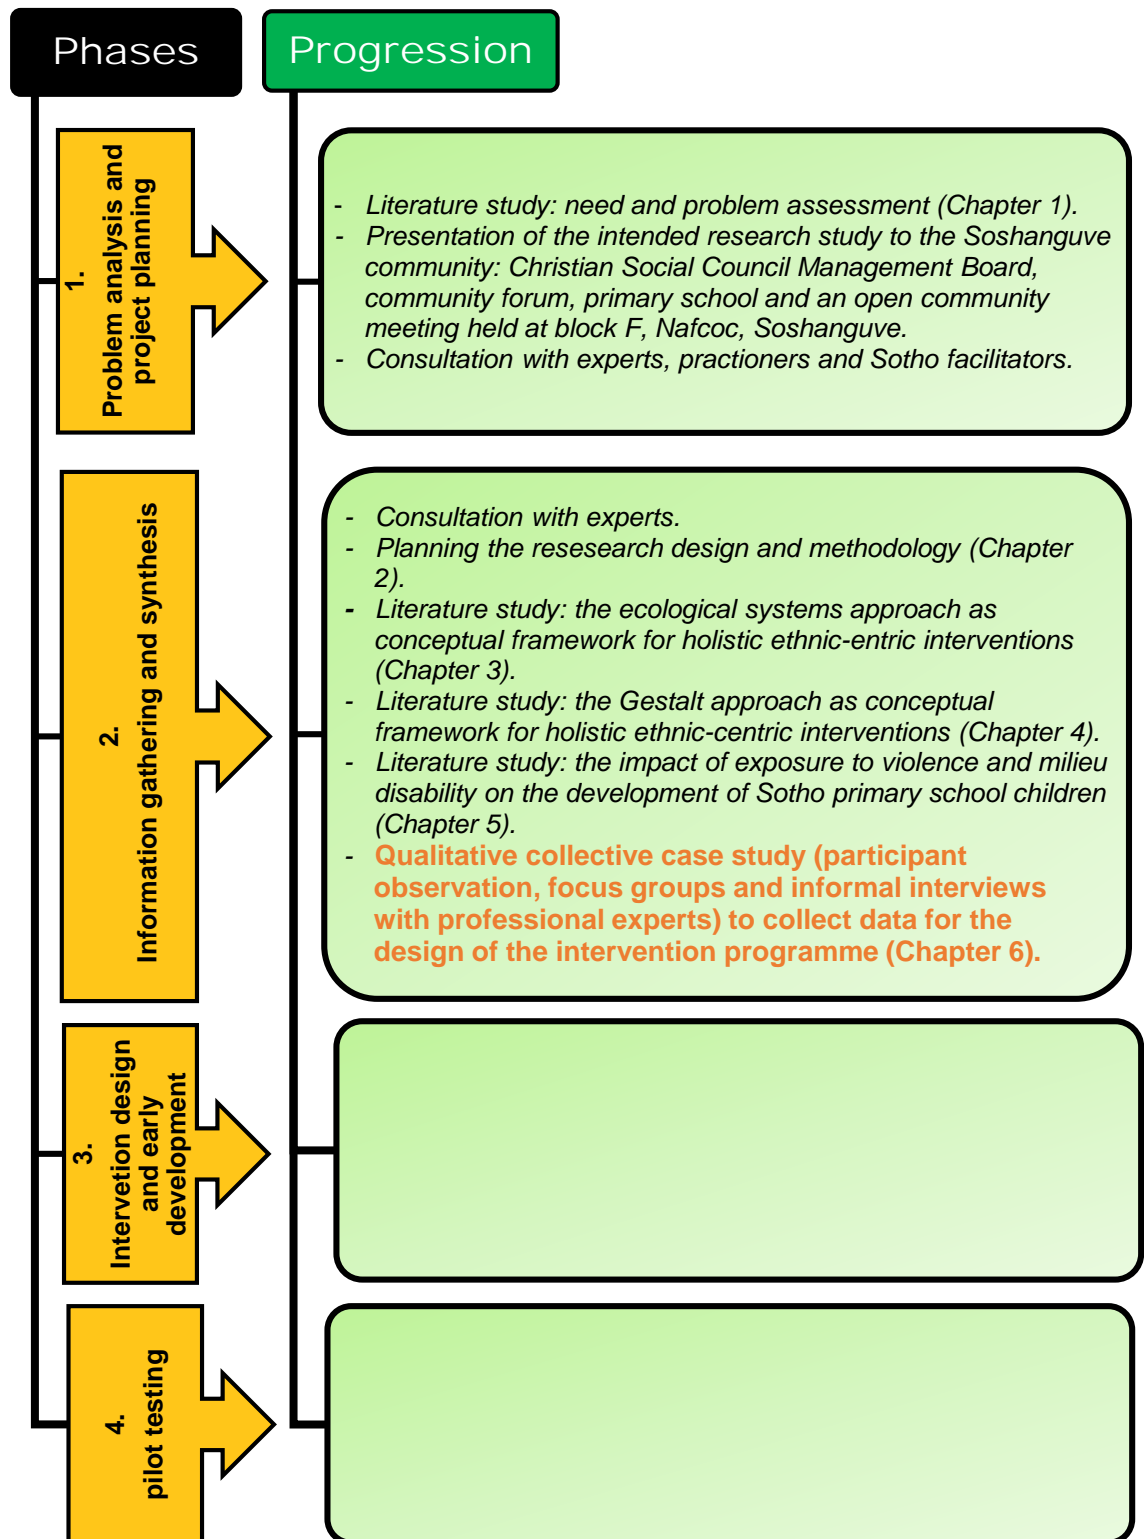 Phases
Progression
1.
Problem analysis and
project planning
- Literature study: need and problem assessment (Chapter 1).
- Presentation of the intended research study to the Soshanguve
community: Christian Social Council Management Board,
community forum, primary school and an open community
meeting held at block F, Nafcoc, Soshanguve.
- Consultation with experts, practioners and Sotho facilitators.
2.
Information gathering and synthesis
- Consultation with experts.
- Planning the resesearch design and methodology (Chapter
2).
- Literature study: the ecological systems approach as
conceptual framework for holistic ethnic-entric interventions
(Chapter 3).
- Literature study: the Gestalt approach as conceptual
framework for holistic ethnic-centric interventions (Chapter 4).
- Literature study: the impact of exposure to violence and milieu
disability on the development of Sotho primary school children
(Chapter 5).
- Qualitative collective case study (participant
observation, focus groups and informal interviews
with professional experts) to collect data for the
design of the intervention programme (Chapter 6).
3.
Intervetion design
and early
development
4.
pilot testing